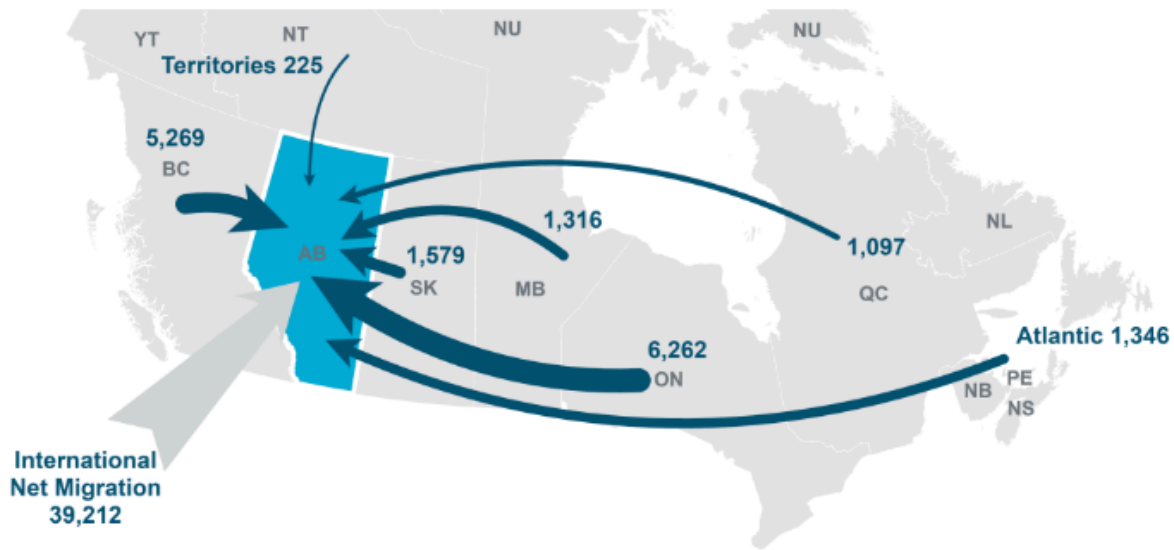 YT
NT
NU
NU
Territories 225
5,269
BC
AB
1,579
SK
1,316
MB
1,097
QC
NL
6,262
ON
Atlantic 1,346
NB
PE
NS
International
Net Migration
39,212